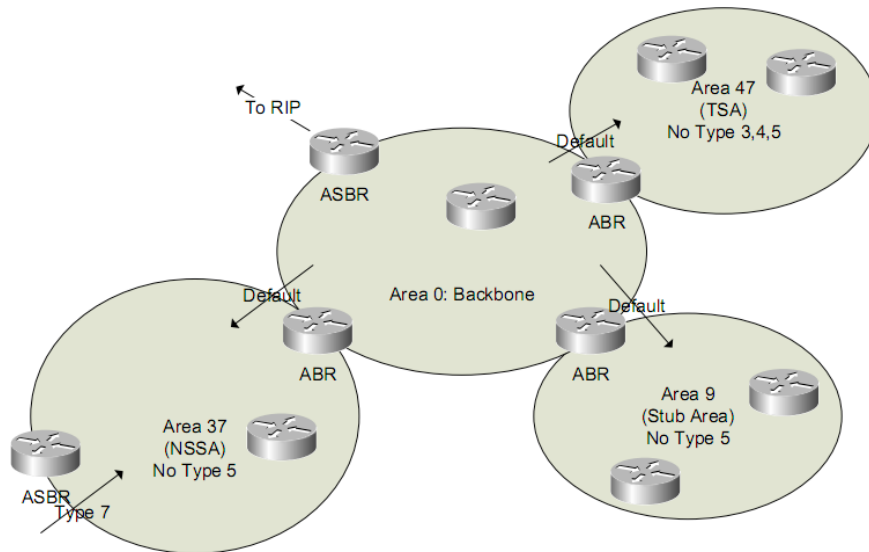 Area 47
(TSA)
No Type 3,4,5
To RIP
Default
ASBR
ABR
Area 0: Backbone
Default
Default
ABR
ABR
Area 37
(NSSA)
No Type 5
Area 9
(Stub Area)
No Type 5
ASBR
Type 7